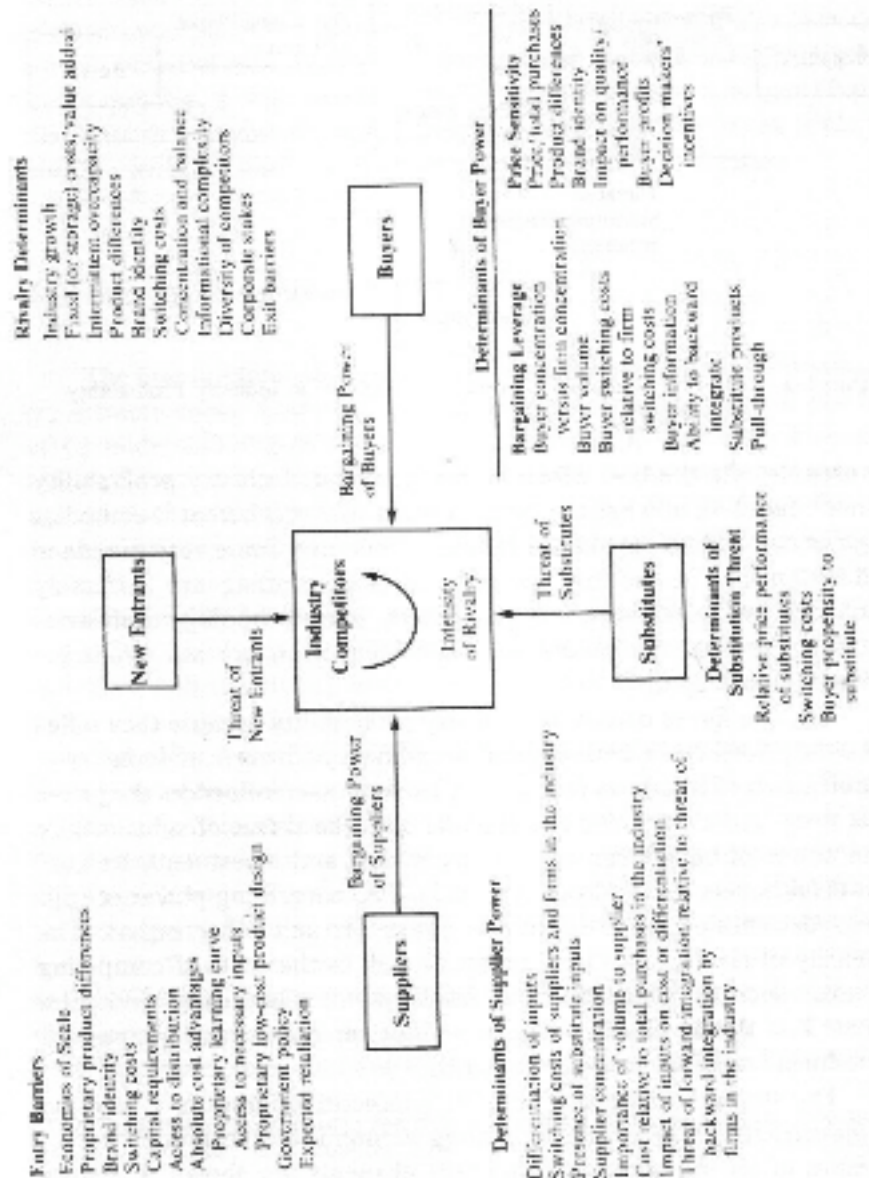 Entry Barriers
Economies of Scale
Proprietary product differences
Brand identity
Switching costs
Capital requirements
Access to distribution
Absolute cost advantages
Proprietary learning curve
Access to necessary inputs
Proprietary low-cost product design
Government policy
Expected retaliation
New Entrants
Threat of
New Entrants
Rivalry Determinants
Industry growth
Fixed (or storage) costs/value added
Intermittent overcapacity
Product differences
Brand identity
Switching costs
Concentration and balance
Informational complexity
Diversity of competitors
Corporate stakes
Exit barriers
Suppliers
Bargaining Power
of Suppliers
Industry
Competitors
Intensity
of Rivalry
Bargaining Power
of Buyers
Buyers
Threat of
Substitutes
Substitutes
Determinants of Supplier Power
Differentiation of inputs
Switching costs of suppliers and firms in the industry
Presence of substitute inputs
Supplier concentration
Importance of volume to supplier
Cost relative to total purchases in the industry
Impact of inputs on cost or differentiation
Threat of forward integration relative to threat of
backward integration by
firms in the industry
Determinants of
Substitution Threat
Relative price performance
of substitutes
Switching costs
Buyer propensity to
substitute
Determinants of Buyer Power
Bargaining Leverage
Buyer concentration
versus firm concentration
Buyer volume
Buyer switching costs
relative to firm
switching costs
Buyer information
Ability to backward
integrate
Substitute products
Pull-through
Price Sensitivity
Price/total purchases
Product differences
Brand identity
Impact on quality/
performance
Buyer profits
Decision makers'
incentives